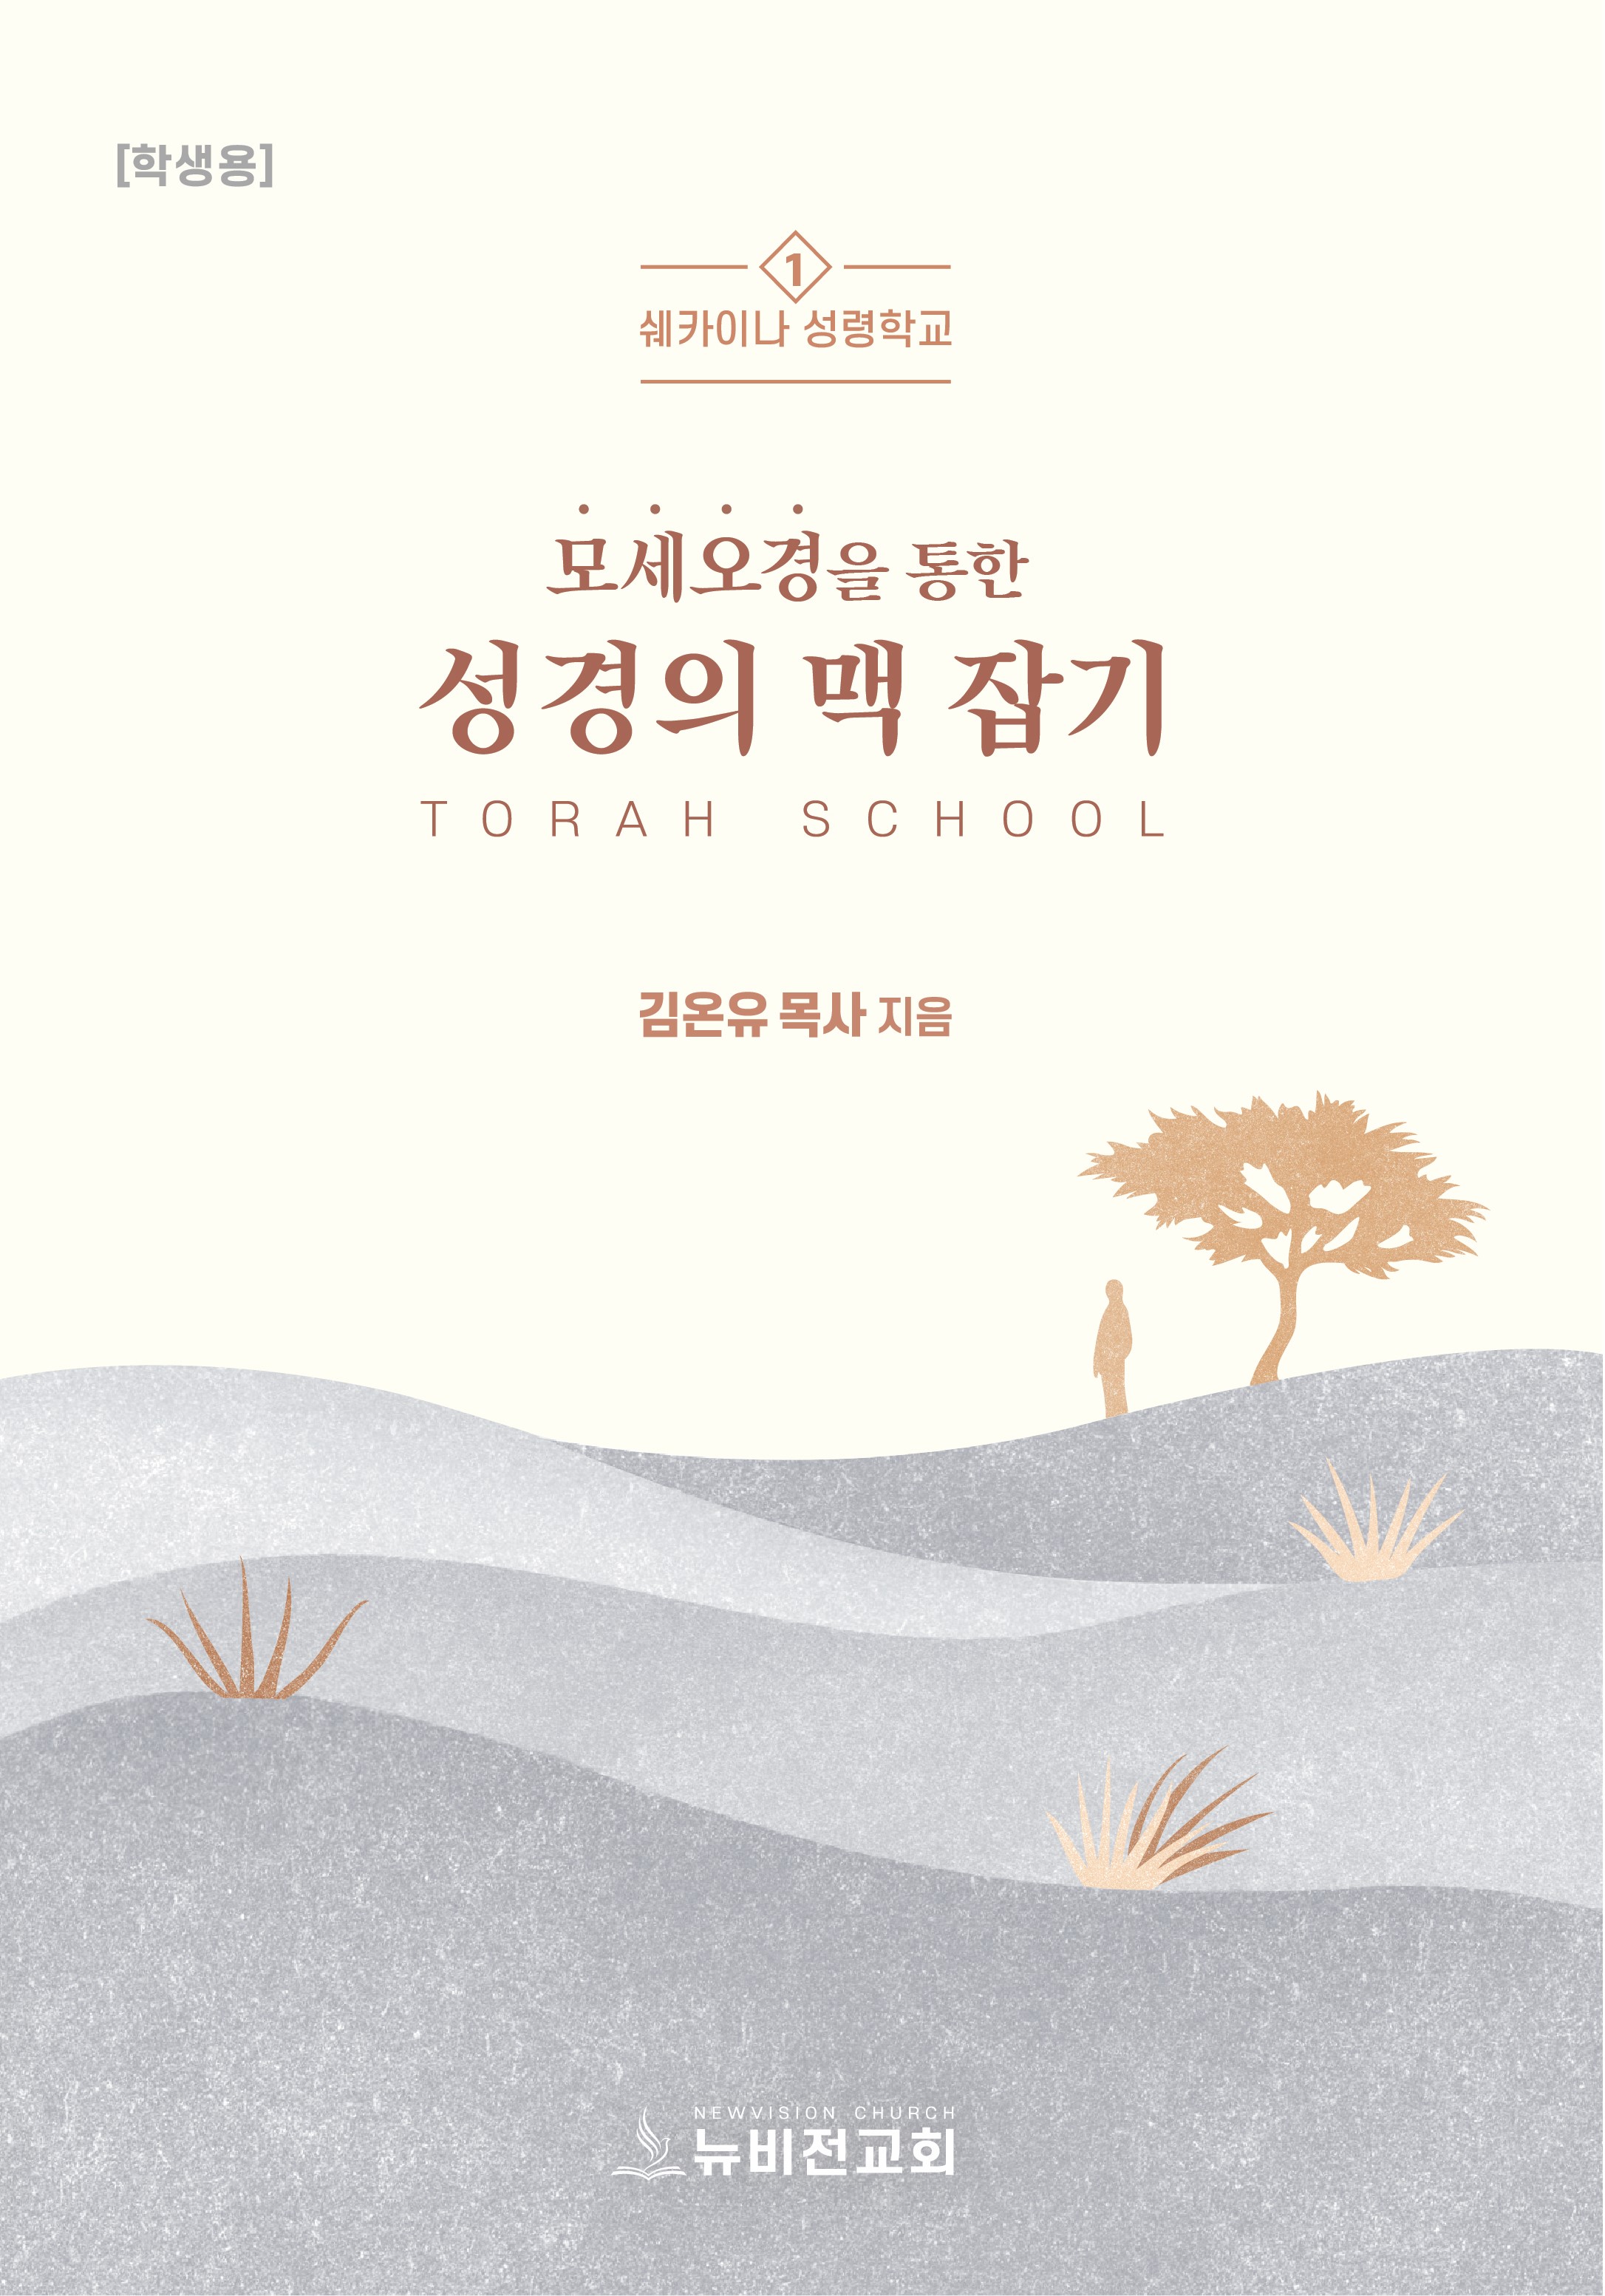 [학생용]
1
쉐카이나 성령학교
모세오경을 통한
성경의 맥 잡기
TORAH SCHOOL
김온유 목사 지음
NEWVISION CHURCH
뉴비전교회